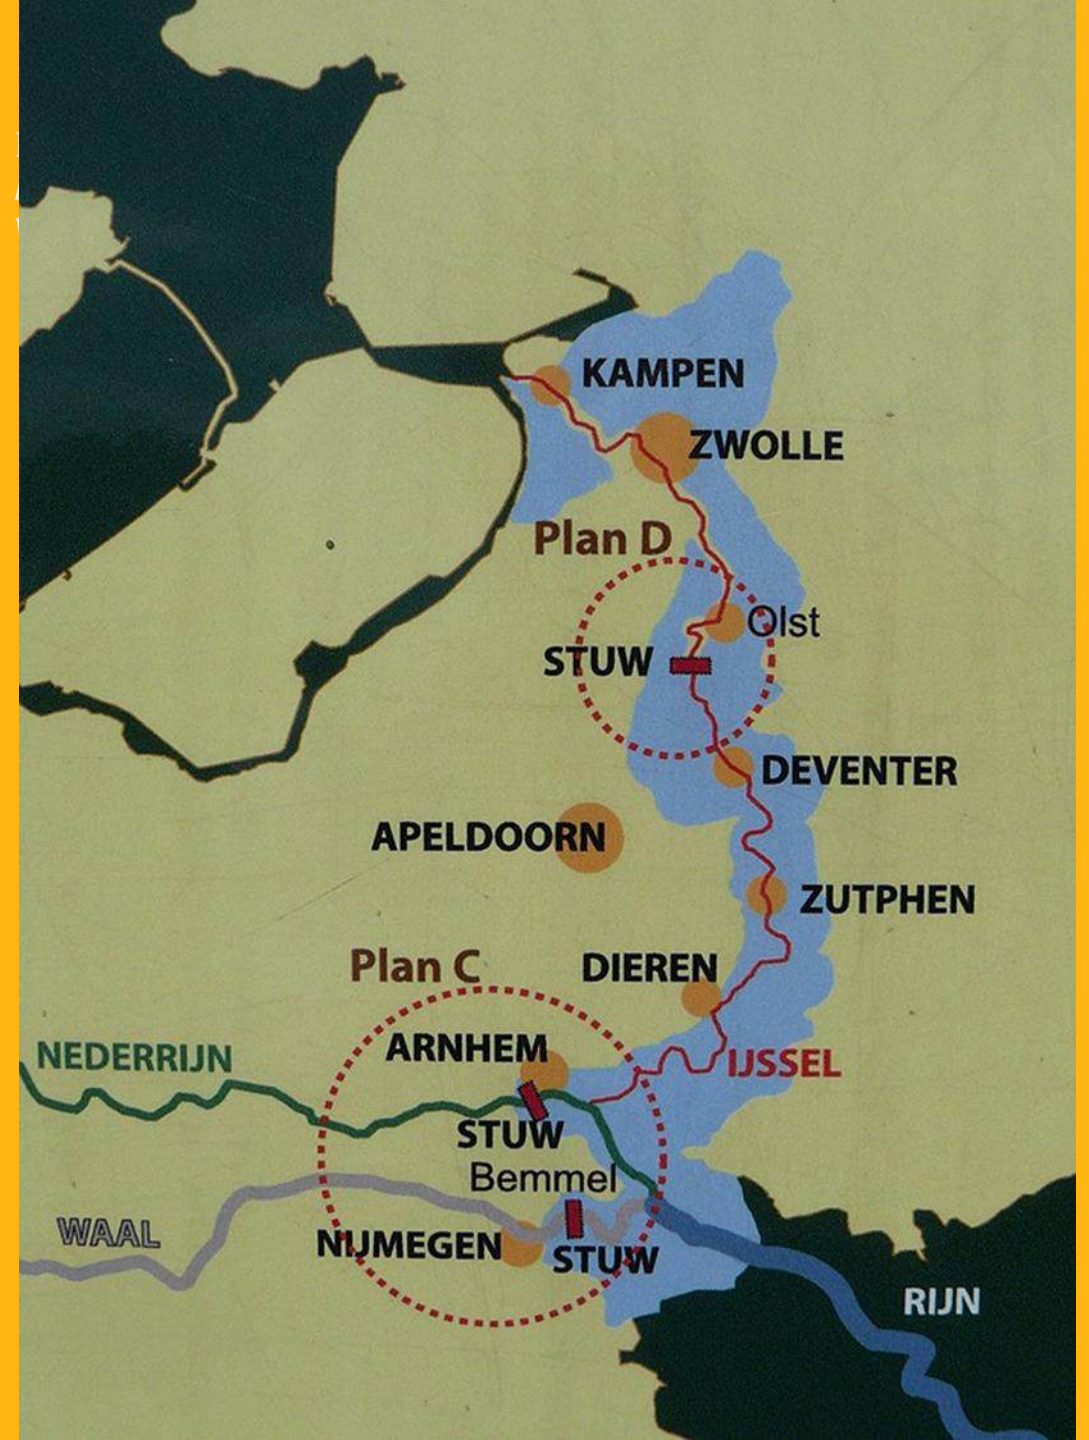 KAMPEN
ZWOLLE
Plan D
Olst
STUW
DEVENTER
APELDOORN
ZUTPHEN
Plan C
DIEREN
ARNHEM
NEDERRIJN
IJSSEL
STUW
Bemmel
WAAL
NIJMEGEN
STUW
RIJN